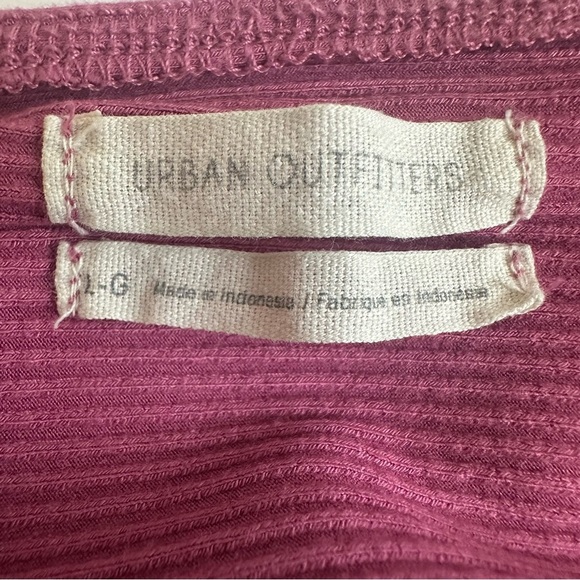 URBAN OUTFITTERS
L-G Made in Indonesia / Fabriqué en Indonésie